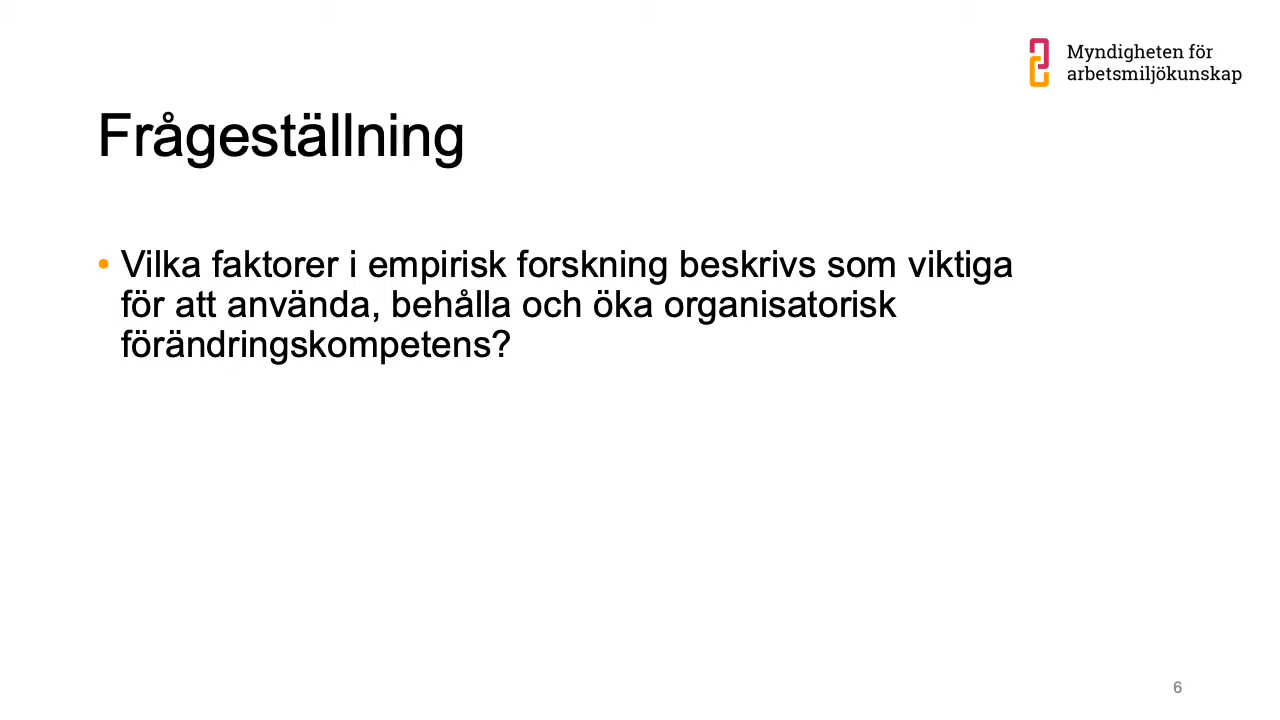 Myndigheten för
arbetsmiljökunskap
Frågeställning
• Vilka faktorer i empirisk forskning beskrivs som viktiga
för att använda, behålla och öka organisatorisk
förändringskompetens?
6